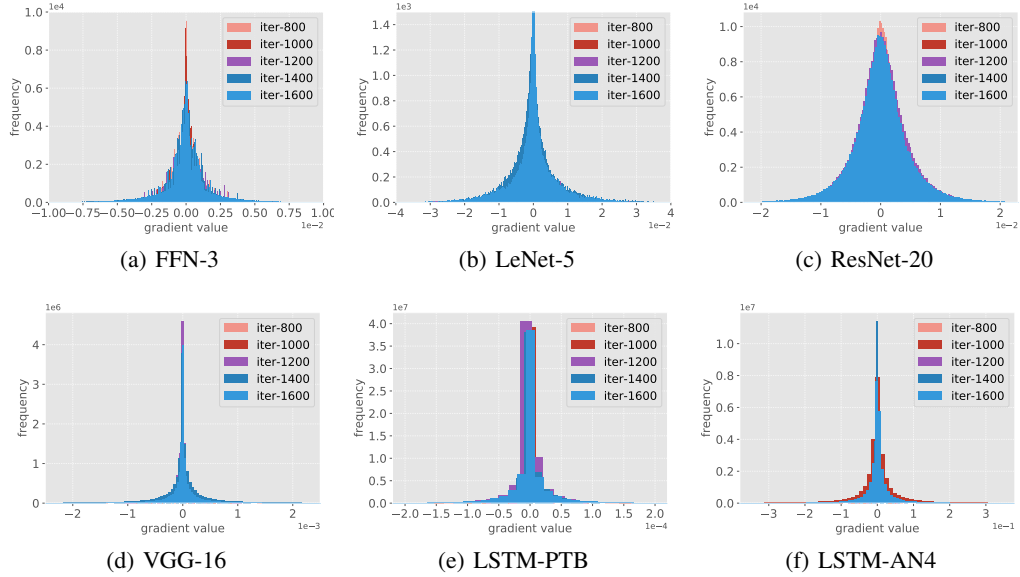 1e4
1.0
0.8
0.6
0.4
0.2
0.0
frequency
iter-800
iter-1000
iter-1200
iter-1400
iter-1600
−1.00 −0.75 −0.50 −0.25 0.00 0.25 0.50 0.75 1.00
gradient value
1e−2
(a) FFN-3
1e3
1.4
1.2
1.0
0.8
0.6
0.4
0.2
0.0
frequency
iter-800
iter-1000
iter-1200
iter-1400
iter-1600
−4 −3 −2 −1 0 1 2 3 4
gradient value
1e−2
(b) LeNet-5
1e4
1.0
0.8
0.6
0.4
0.2
0.0
frequency
iter-800
iter-1000
iter-1200
iter-1400
iter-1600
−2 −1 0 1 2
gradient value
1e−2
(c) ResNet-20
1e6
4
3
2
1
0
frequency
iter-800
iter-1000
iter-1200
iter-1400
iter-1600
−2 −1 0 1 2
gradient value
1e−3
(d) VGG-16
1e7
4.0
3.5
3.0
2.5
2.0
1.5
1.0
0.5
0.0
frequency
iter-800
iter-1000
iter-1200
iter-1400
iter-1600
−2.0 −1.5 −1.0 −0.5 0.0 0.5 1.0 1.5 2.0
gradient value
1e−4
(e) LSTM-PTB
1e7
1.2
1.0
0.8
0.6
0.4
0.2
0.0
frequency
iter-800
iter-1000
iter-1200
iter-1400
iter-1600
−3 −2 −1 0 1 2 3
gradient value
1e−1
(f) LSTM-AN4